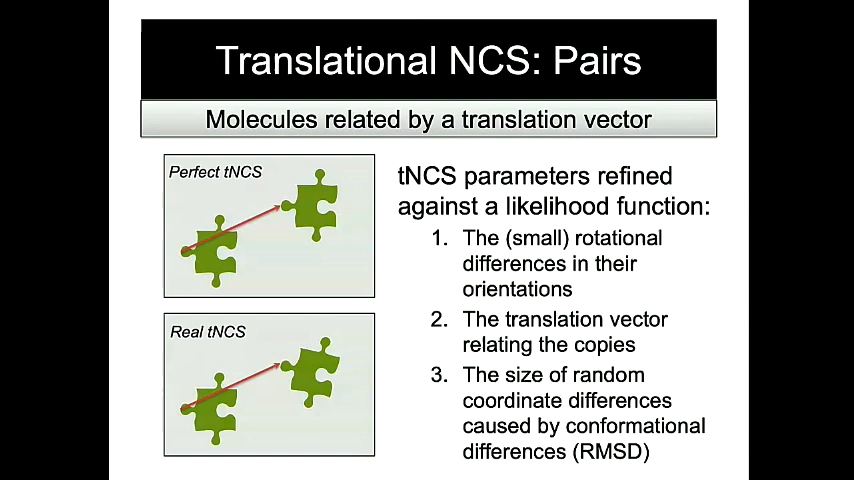 Translational NCS: Pairs
Molecules related by a translation vector
Perfect tNCS
Real tNCS
tNCS parameters refined
against a likelihood function:
1. The (small) rotational
differences in their
orientations
2. The translation vector
relating the copies
3. The size of random
coordinate differences
caused by conformational
differences (RMSD)